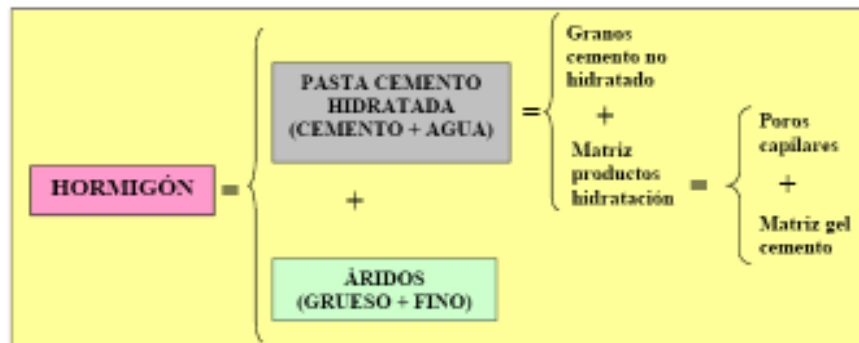 HORMIGÓN
=
PASTA CEMENTO
HIDRATADA
(CEMENTO + AGUA)
+
ÁRIDOS
(GRUESO + FINO)
=
Granos
cemento no
hidratado
+
Matriz
productos
hidratación
=
Poros
capilares
+
Matriz gel
cemento